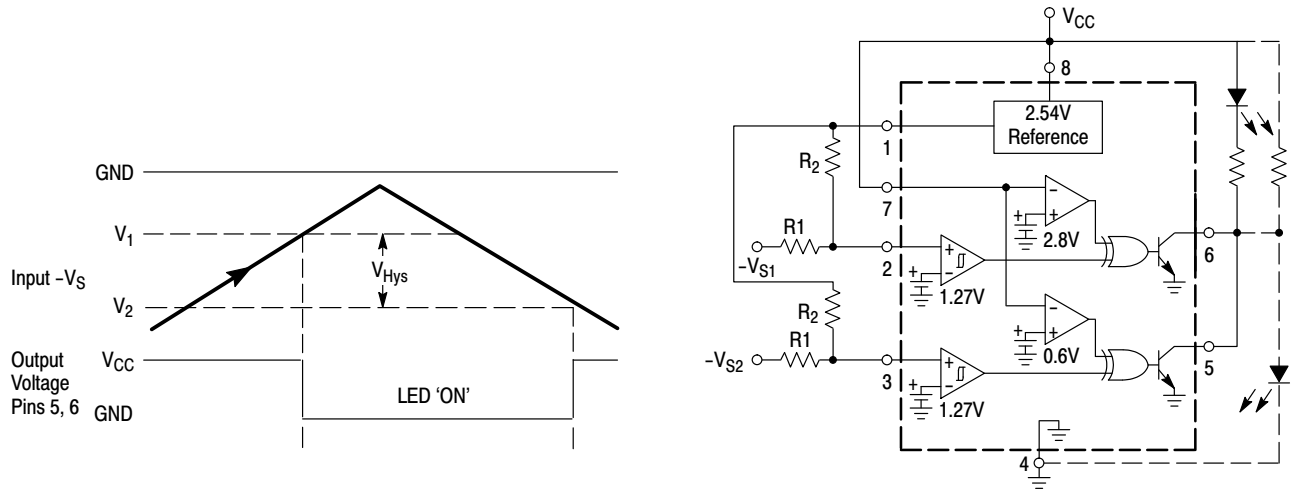 GND
V1
Input –VS
VHys
V2
Output
Voltage
Pins 5, 6
VCC
GND
LED ‘ON’
VCC
8
2.54V
Reference
1
R2
7
R1
–VS1
2
2.8V
6
1.27V
R2
R1
–VS2
3
0.6V
5
1.27V
4